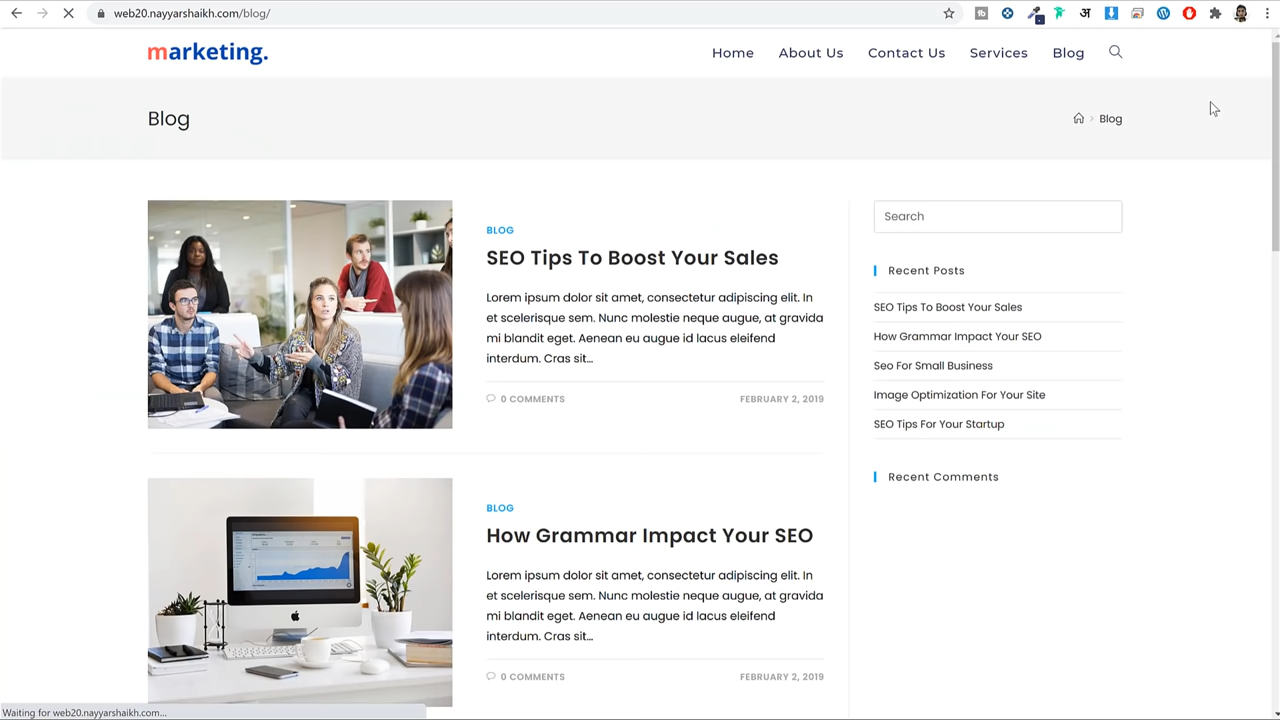 web20.nayyarshaikh.com/blog/
marketing.
Home
About Us
Contact Us
Services
Blog
Blog
> Blog
BLOG
SEO Tips To Boost Your Sales
Lorem ipsum dolor sit amet, consectetur adipiscing elit. In
et scelerisque sem. Nunc molestie neque augue, at gravida
mi blandit eget. Aenean eu augue id lacus eleifend
interdum. Cras sit...
0 COMMENTS
FEBRUARY 2, 2019
BLOG
How Grammar Impact Your SEO
Lorem ipsum dolor sit amet, consectetur adipiscing elit. In
et scelerisque sem. Nunc molestie neque augue, at gravida
mi blandit eget. Aenean eu augue id lacus eleifend
interdum. Cras sit...
0 COMMENTS
FEBRUARY 2, 2019
Search
Recent Posts
SEO Tips To Boost Your Sales
How Grammar Impact Your SEO
Seo For Small Business
Image Optimization For Your Site
SEO Tips For Your Startup
Recent Comments
Waiting for web20.nayyarshaikh.com...